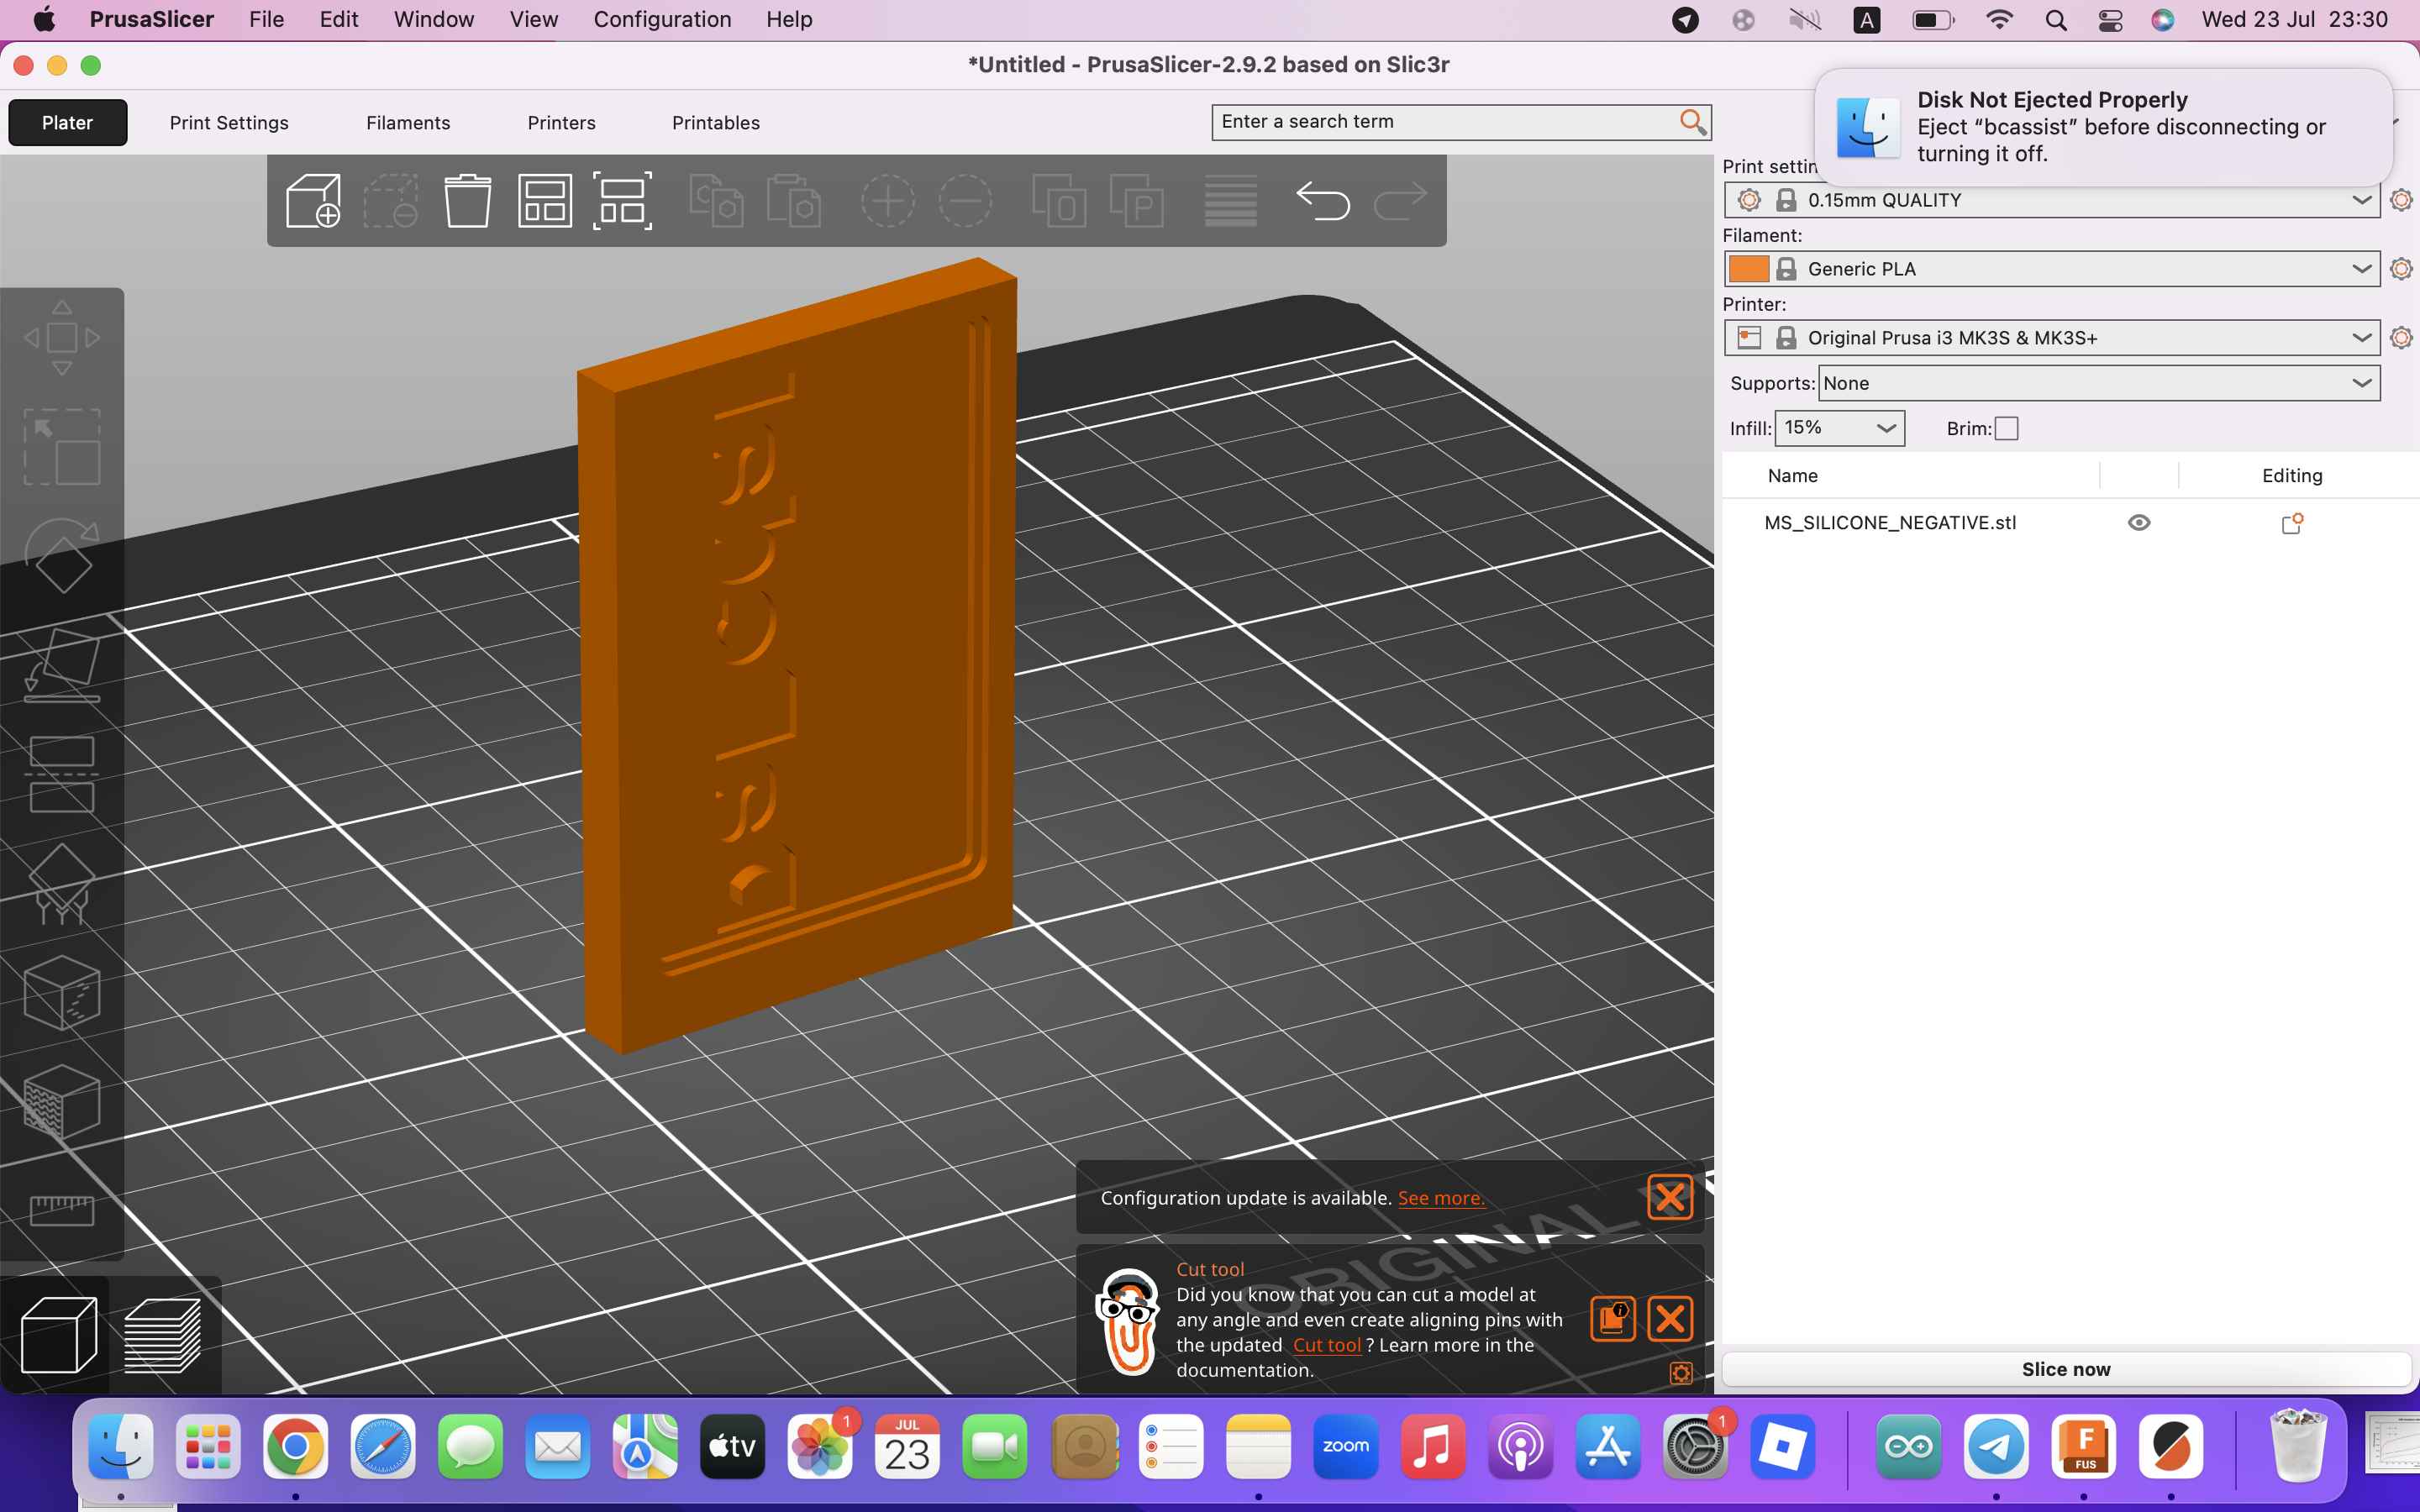 PrusaSlicer File Edit Window View Configuration Help A Wed 23 Jul 23:30
*Untitled - PrusaSlicer-2.9.2 based on Slic3r
Disk Not Ejected Properly
Eject “bcassist” before disconnecting or
turning it off.
Plater Print Settings Filaments Printers Printables Enter a search term
0.15mm QUALITY
Filament:
Generic PLA
Printer:
Original Prusa i3 MK3S & MK3S+
Supports: None
Infill: 15% Brim:
Name Editing
MS_SILICONE_NEGATIVE.stl
Configuration update is available. See more.
ORIGINAL
Cut tool
Did you know that you can cut a model at
any angle and even create aligning pins with
the updated Cut tool ? Learn more in the
documentation.
Slice now
tv 1 JUL
23 zoom 1 F
FUS